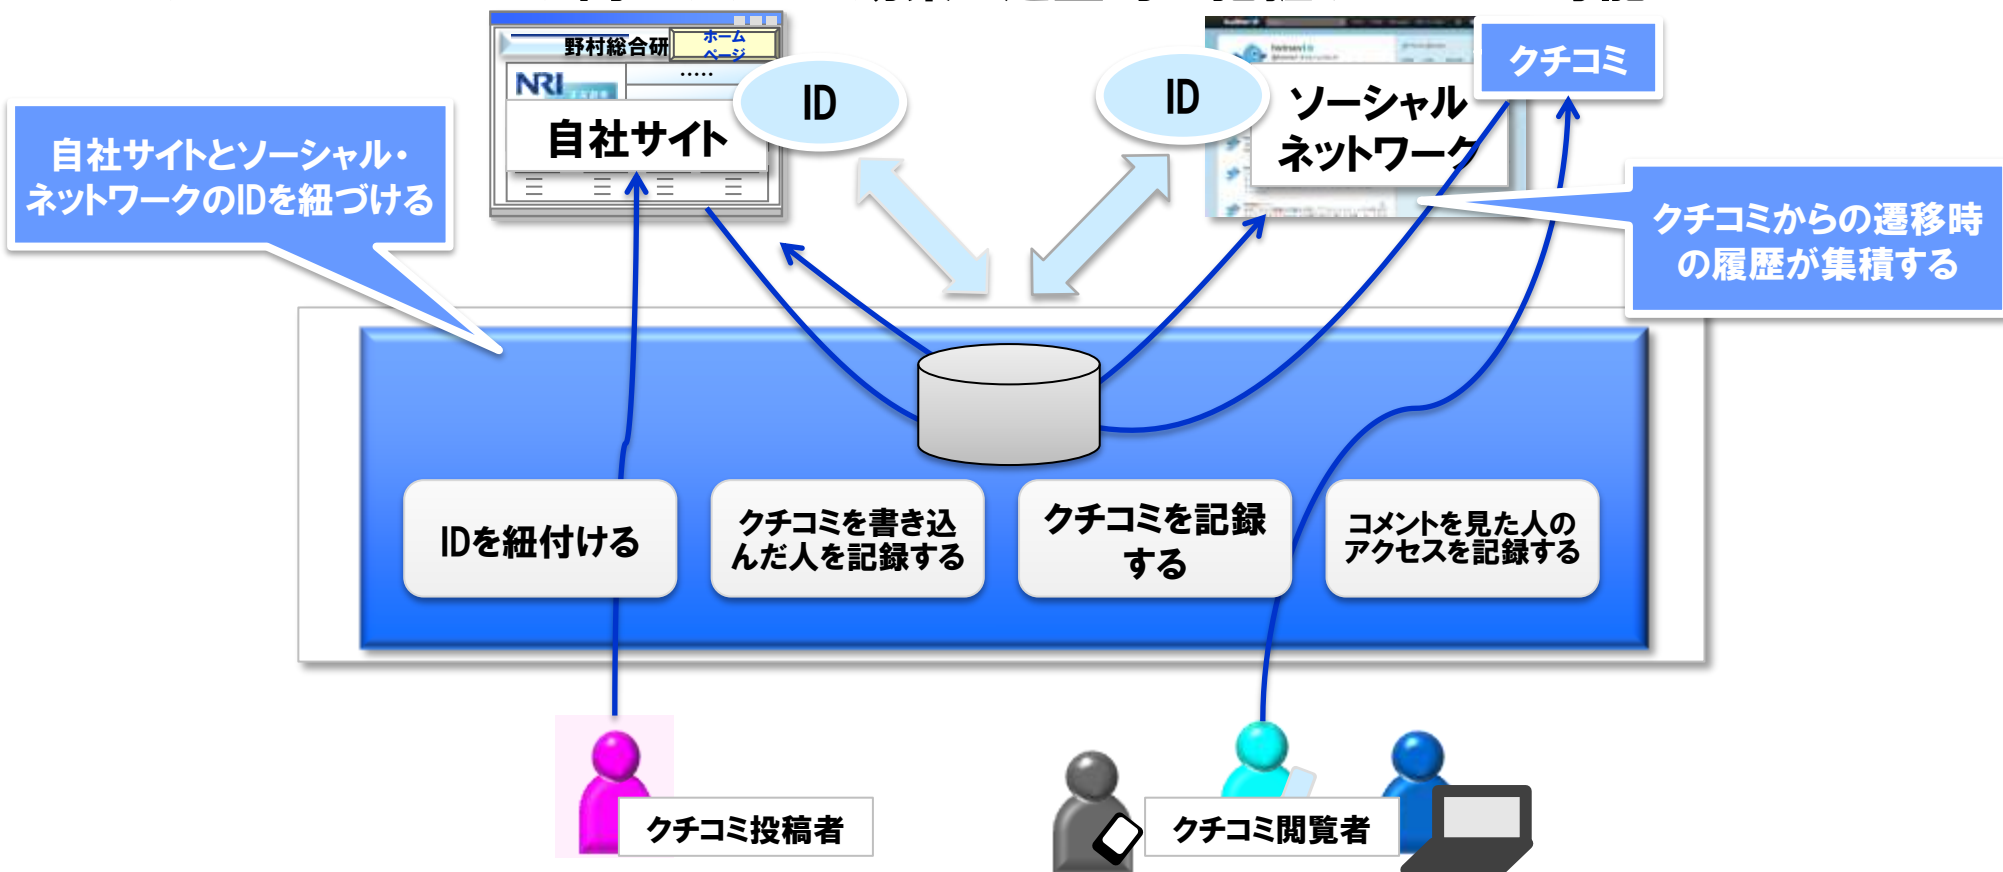 野村総合研
ホーム
ページ
NRI
・・・・・
自社サイト
ID
ID
ソーシャル
ネットワーク
クチコミ
自社サイトとソーシャル・
ネットワークのIDを紐づける
クチコミからの遷移時
の履歴が集積する
IDを紐付ける
クチコミを書き込
んだ人を記録する
クチコミを記録
する
コメントを見た人の
アクセスを記録する
クチコミ投稿者
クチコミ閲覧者